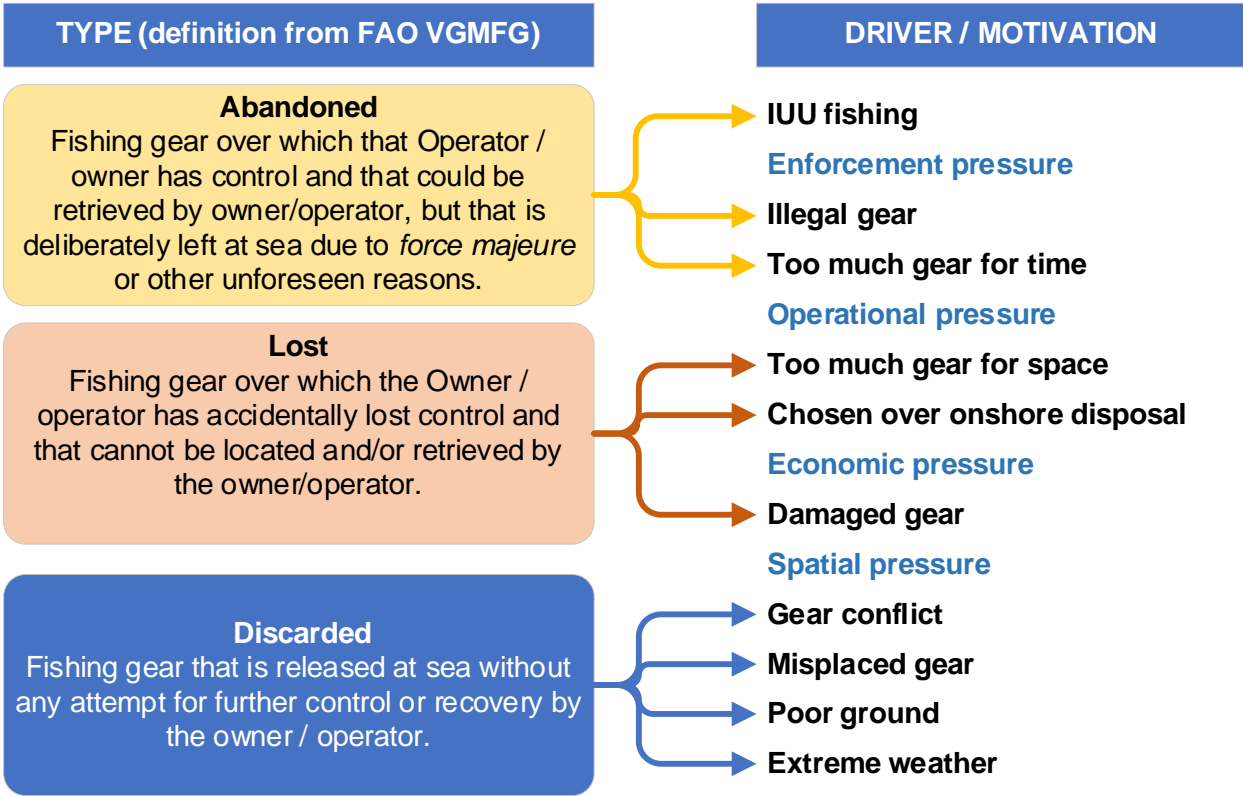 TYPE (definition from FAO VGMFG)
Abandoned
Fishing gear over which that Operator /
owner has control and that could be
retrieved by owner/operator, but that is
deliberately left at sea due to force majeure
or other unforeseen reasons.
Lost
Fishing gear over which the Owner /
operator has accidentally lost control and
that cannot be located and/or retrieved by
the owner/operator.
Discarded
Fishing gear that is released at sea without
any attempt for further control or recovery by
the owner / operator.
DRIVER / MOTIVATION
IUU fishing
Enforcement pressure
Illegal gear
Too much gear for time
Operational pressure
Too much gear for space
Chosen over onshore disposal
Economic pressure
Damaged gear
Spatial pressure
Gear conflict
Misplaced gear
Poor ground
Extreme weather